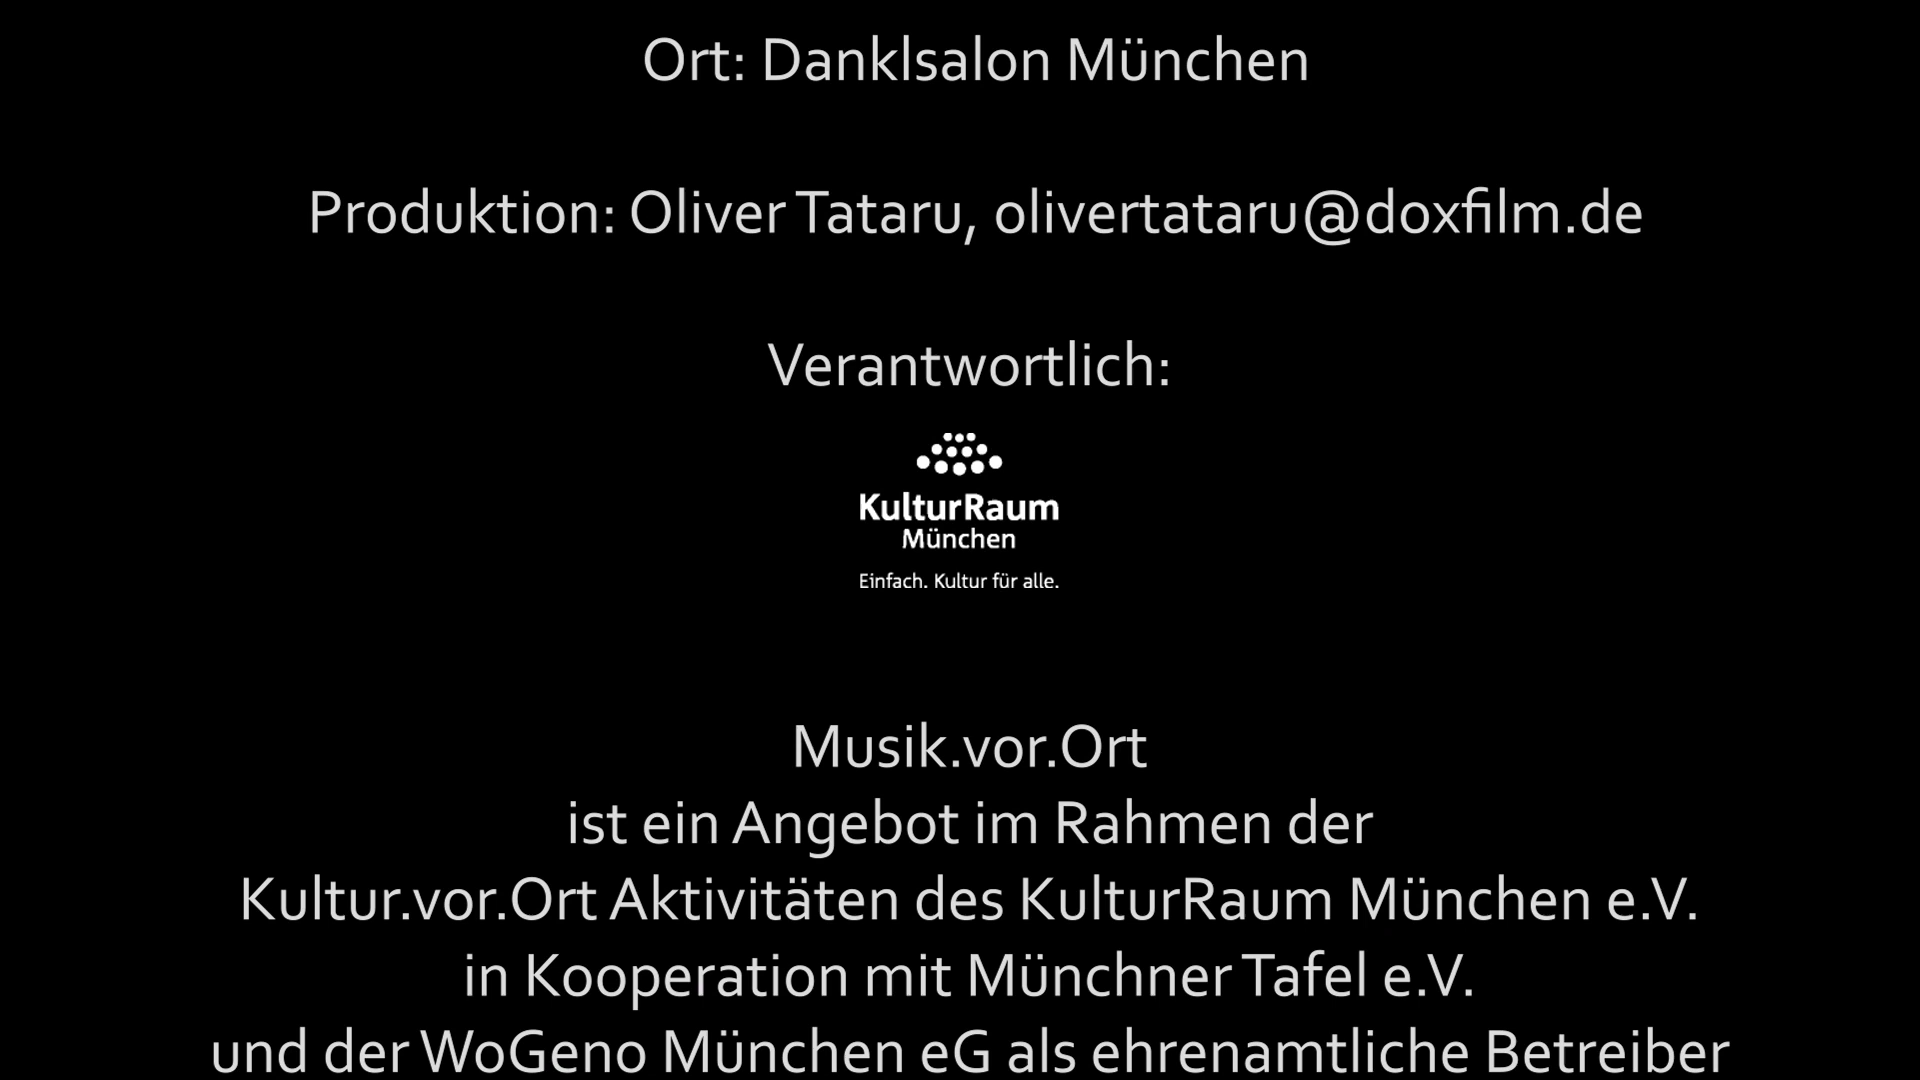 Ort: Danklsalon München
Produktion: Oliver Tataru, olivertataru@doxfilm.de
Verantwortlich:
KulturRaum
München
Einfach. Kultur für alle.
Musik.vor.Ort
ist ein Angebot im Rahmen der
Kultur.vor.Ort Aktivitäten des KulturRaum München e.V.
in Kooperation mit Münchner Tafel e.V.
und der WoGeno München eG als ehrenamtliche Betreiber